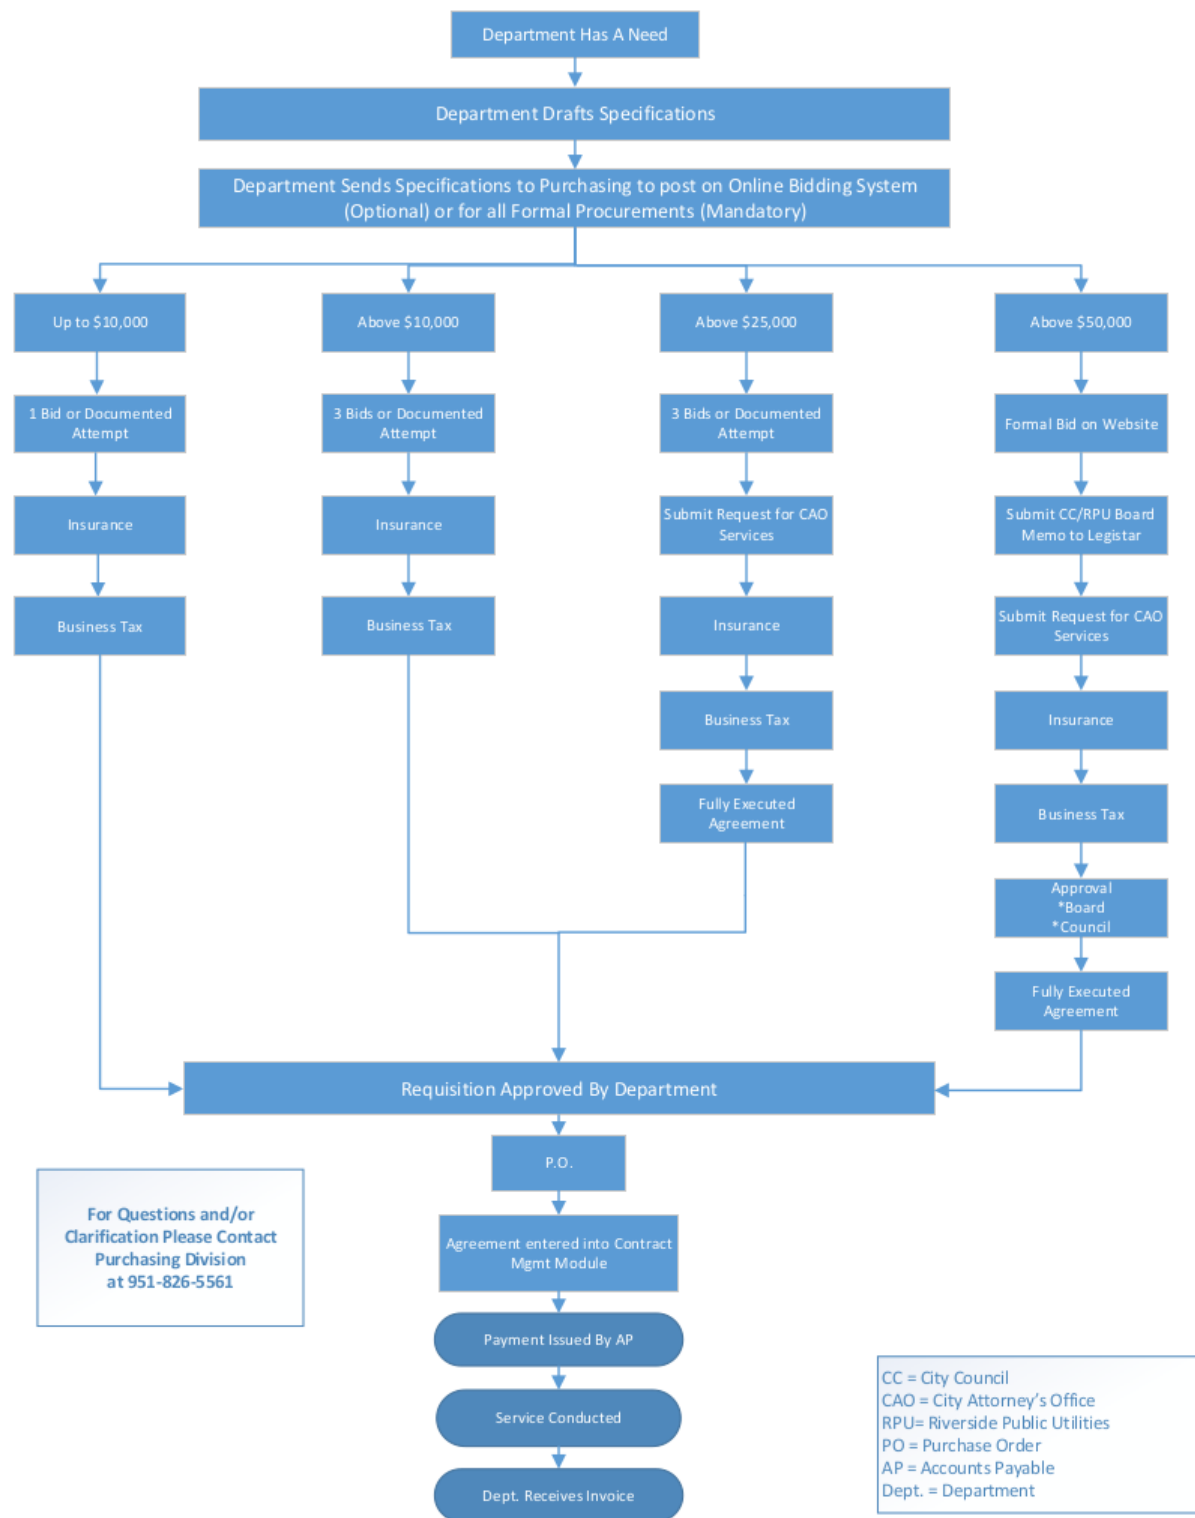 Department Has A Need
Department Drafts Specifications
Department Sends Specifications to Purchasing to post on Online Bidding System
(Optional) or for all Formal Procurements (Mandatory)
Up to $10,000
Above $10,000
Above $25,000
Above $50,000
1 Bid or Documented
Attempt
3 Bids or Documented
Attempt
3 Bids or Documented
Attempt
Formal Bid on Website
Insurance
Insurance
Submit Request for CAO
Services
Submit CC/RPU Board
Memo to Legistar
Business Tax
Business Tax
Insurance
Submit Request for CAO
Services
Business Tax
Insurance
Fully Executed
Agreement
Business Tax
Approval
*Board
*Council
Fully Executed
Agreement
Requisition Approved By Department
P.O.
For Questions and/or
Clarification Please Contact
Purchasing Division
at 951-826-5561
Agreement entered into Contract
Mgmt Module
Payment Issued By AP
Service Conducted
Dept. Receives Invoice
CC = City Council
CAO = City Attorney's Office
RPU= Riverside Public Utilities
PO = Purchase Order
AP = Accounts Payable
Dept. = Department